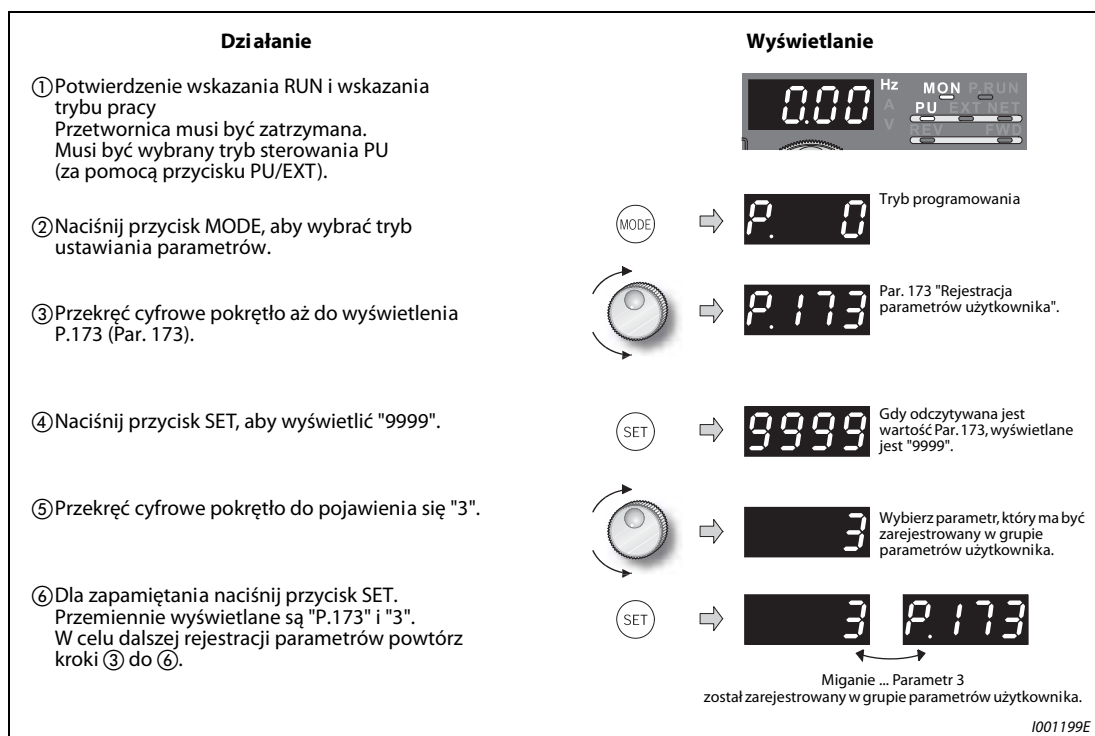 Działanie
Wyświetlanie
①Potwierdzenie wskazania RUN i wskazania
trybu pracy
Przetwornica musi być zatrzymana.
Musi być wybrany tryb sterowania PU
(za pomocą przycisku PU/EXT).
0.00
Hz
A
V
MON P.RUN
PU EXT NET
REV FWD
②Naciśnij przycisk MODE, aby wybrać tryb
ustawiania parametrów.
MODE
P. 0
Tryb programowania
③Przekręć cyfrowe pokrętło aż do wyświetlenia
P.173 (Par. 173).
P.173
Par. 173 "Rejestracja
parametrów użytkownika".
④Naciśnij przycisk SET, aby wyświetlić "9999".
SET
9999
Gdy odczytywana jest
wartość Par. 173, wyświetlane
jest "9999".
⑤Przekręć cyfrowe pokrętło do pojawienia się "3".
3
Wybierz parametr, który ma być
zarejestrowany w grupie
parametrów użytkownika.
⑥Dla zapamiętania naciśnij przycisk SET.
Przemiennie wyświetlane są "P.173" i "3".
W celu dalszej rejestracji parametrów powtórz
kroki ③ do ⑥.
SET
3 P.173
Miganie ... Parametr 3
został zarejestrowany w grupie parametrów użytkownika.
I001199E